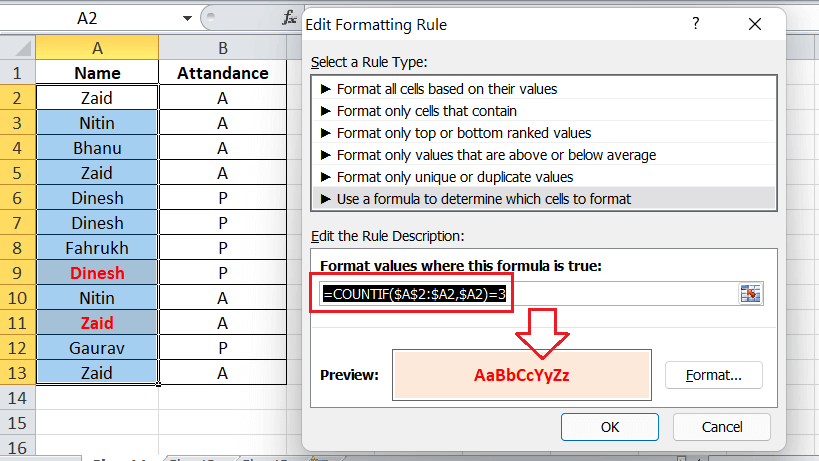 A2
fx
Edit Formatting Rule
?
Select a Rule Type:
► Format all cells based on their values
► Format only cells that contain
► Format only top or bottom ranked values
► Format only values that are above or below average
► Format only unique or duplicate values
► Use a formula to determine which cells to format
Edit the Rule Description:
Format values where this formula is true:
=COUNTIF($A$2:$A2,$A2)=3
Preview:
AaBbCcYyZz
Format...
OK
Cancel
A B
1 Name Attandance
2 Zaid A
3 Nitin A
4 Bhanu A
5 Zaid A
6 Dinesh P
7 Dinesh P
8 Fahrukh P
9 Dinesh P
10 Nitin A
11 Zaid A
12 Gaurav P
13 Zaid A
14
15
16